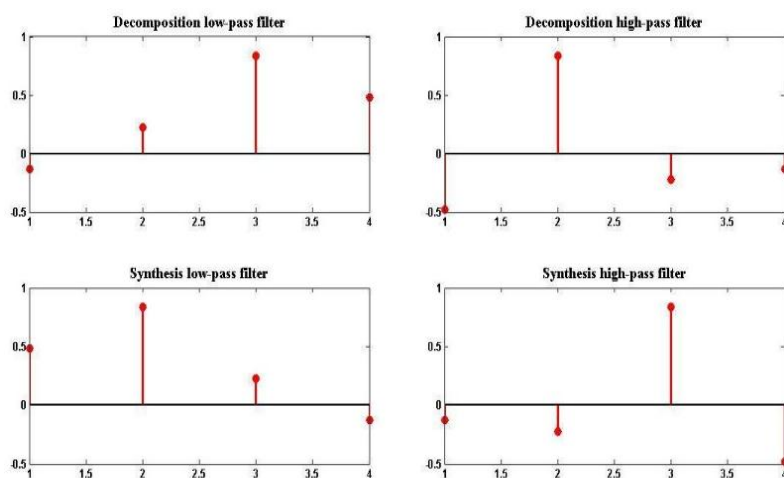 Decomposition low-pass filter
1
0.5
0
-0.5
1 1.5 2 2.5 3 3.5 4
Decomposition high-pass filter
1
0.5
0
-0.5
1 1.5 2 2.5 3 3.5 4
Synthesis low-pass filter
1
0.5
0
-0.5
1 1.5 2 2.5 3 3.5 4
Synthesis high-pass filter
1
0.5
0
-0.5
1 1.5 2 2.5 3 3.5 4